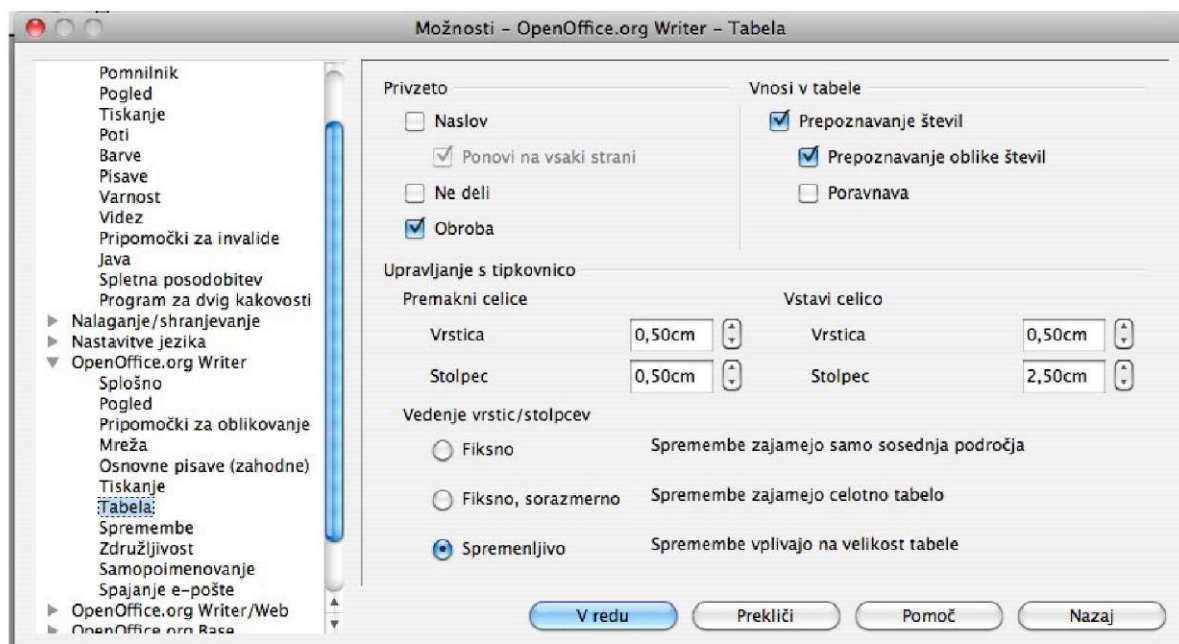 Možnosti – OpenOffice.org Writer – Tabela
Pomnilnik
Pogled
Tiskanje
Poti
Barve
Pisave
Varnost
Videz
Pripomočki za invalide
Java
Spletna posodobitev
Program za dvig kakovosti
Nalaganje/shranjevanje
Nastavitve jezika
OpenOffice.org Writer
Splošno
Pogled
Pripomočki za oblikovanje
Mreža
Osnovne pisave (zahodne)
Tiskanje
Tabela
Spremembe
Združljivost
Samopoimenovanje
Spajanje e-pošte
OpenOffice.org Writer/Web
OpenOffice.org Base
Privzeto
Naslov
Ponovi na vsaki strani
Ne deli
Obroba
Vnosi v tabele
Prepoznavanje števil
Prepoznavanje oblike števil
Poravnava
Upravljanje s tipkovnico
Premakni celice
Vrstica 0,50cm
Stolpec 0,50cm
Vstavi celico
Vrstica 0,50cm
Stolpec 2,50cm
Vedenje vrstic/stolpcev
Fiksno Spremembe zajamejo samo sosednja področja
Fiksno, sorazmerno Spremembe zajamejo celotno tabelo
Spremenljivo Spremembe vplivajo na velikost tabele
V redu Prekliči Pomoč Nazaj